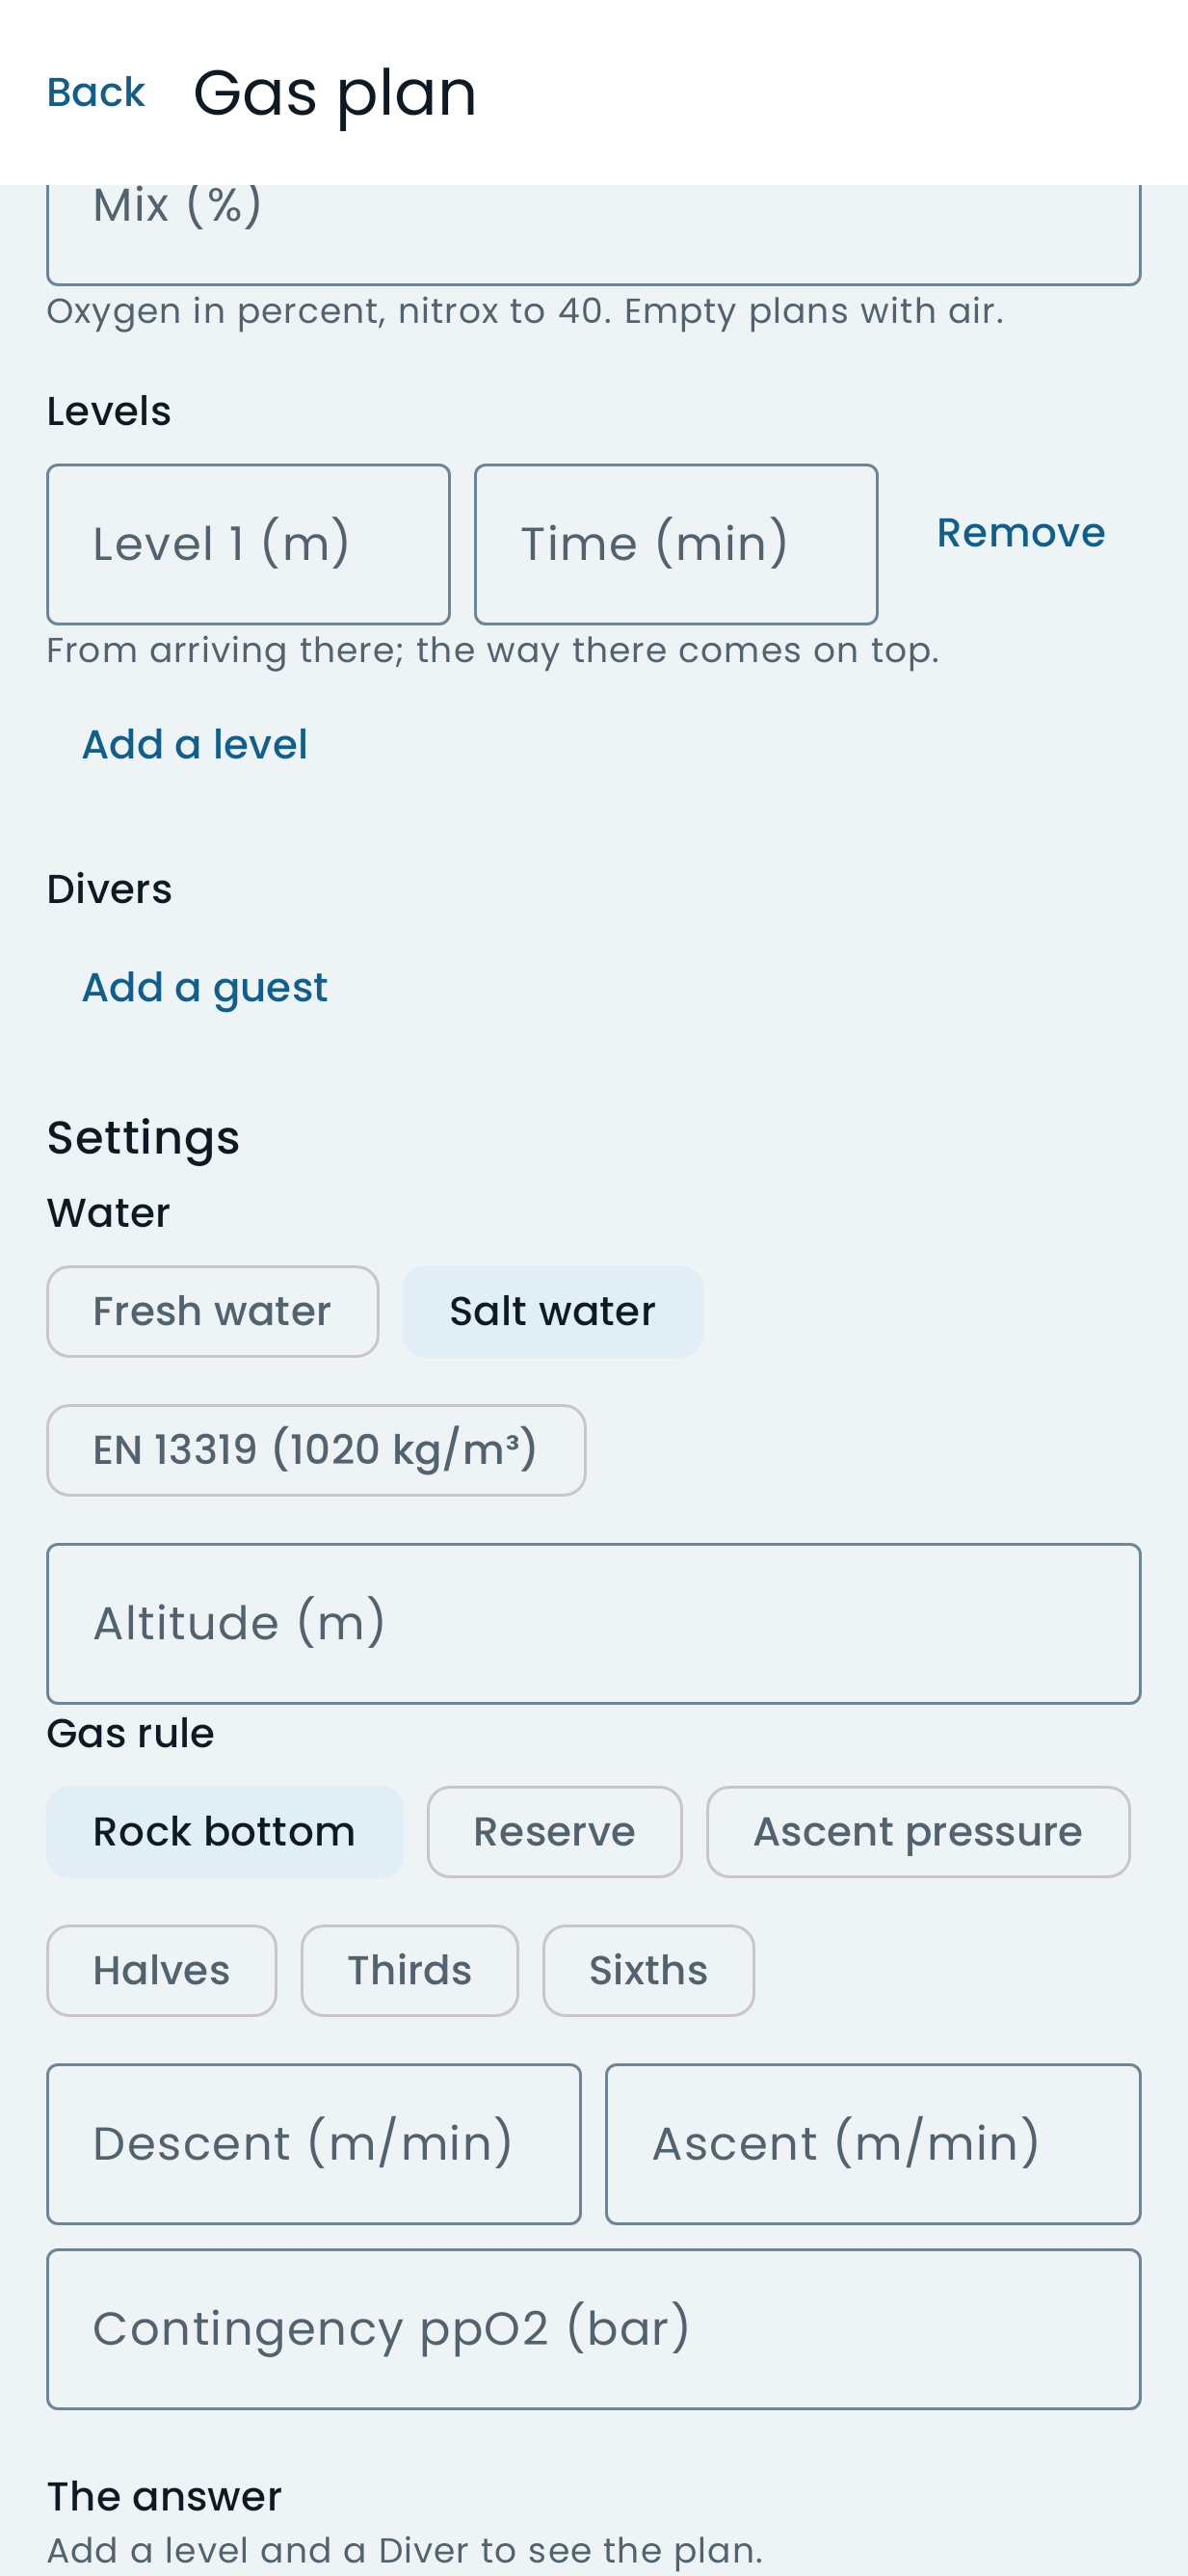 Back Gas plan
Mix (%)
Oxygen in percent, nitrox to 40. Empty plans with air.
Levels
Level 1 (m) Time (min) Remove
From arriving there; the way there comes on top.
Add a level
Divers
Add a guest
Settings
Water
Fresh water Salt water
EN 13319 (1020 kg/m³)
Altitude (m)
Gas rule
Rock bottom Reserve Ascent pressure
Halves Thirds Sixths
Descent (m/min) Ascent (m/min)
Contingency ppO2 (bar)
The answer
Add a level and a Diver to see the plan.